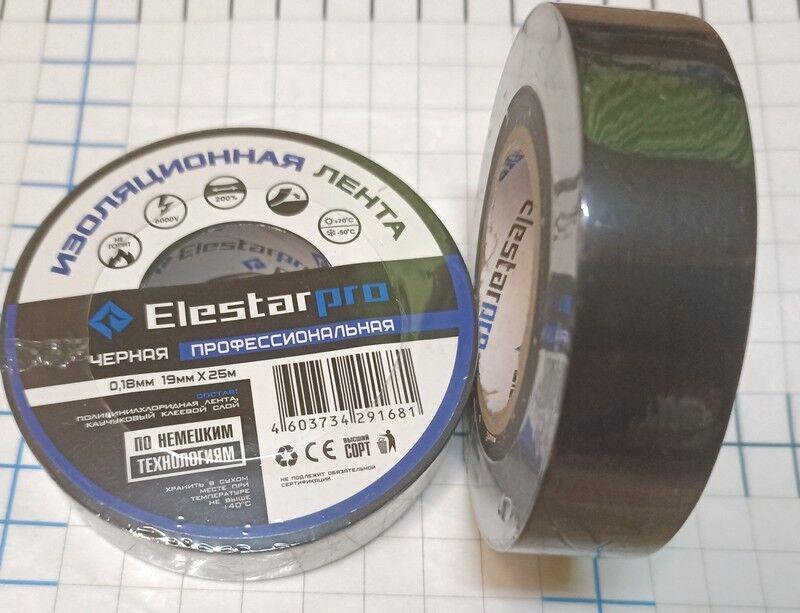 ИЗОЛЯЦИОННАЯ ЛЕНТА
НЕ ГОРИТ
6000V
200%
+70°C
-50°C
Elestarpro
Elestarpro
ЧЕРНАЯ ПРОФЕССИОНАЛЬНАЯ
0,18мм 19мм X 25м
СОСТАВ:
ПОЛИВИНИЛХЛОРИДНАЯ ЛЕНТА,
КАУЧУКОВЫЙ КЛЕЕВОЙ СЛОЙ
4 603734 291681
ПО НЕМЕЦКИМ
ТЕХНОЛОГИЯМ
CE
ВЫСШИЙ
СОРТ
НЕ ПОДЛЕЖИТ ОБЯЗАТЕЛЬНОЙ
СЕРТИФИКАЦИИ
ХРАНИТЬ В СУХОМ
МЕСТЕ ПРИ
ТЕМПЕРАТУРЕ
НЕ ВЫШЕ
+40°C
Elestarpro